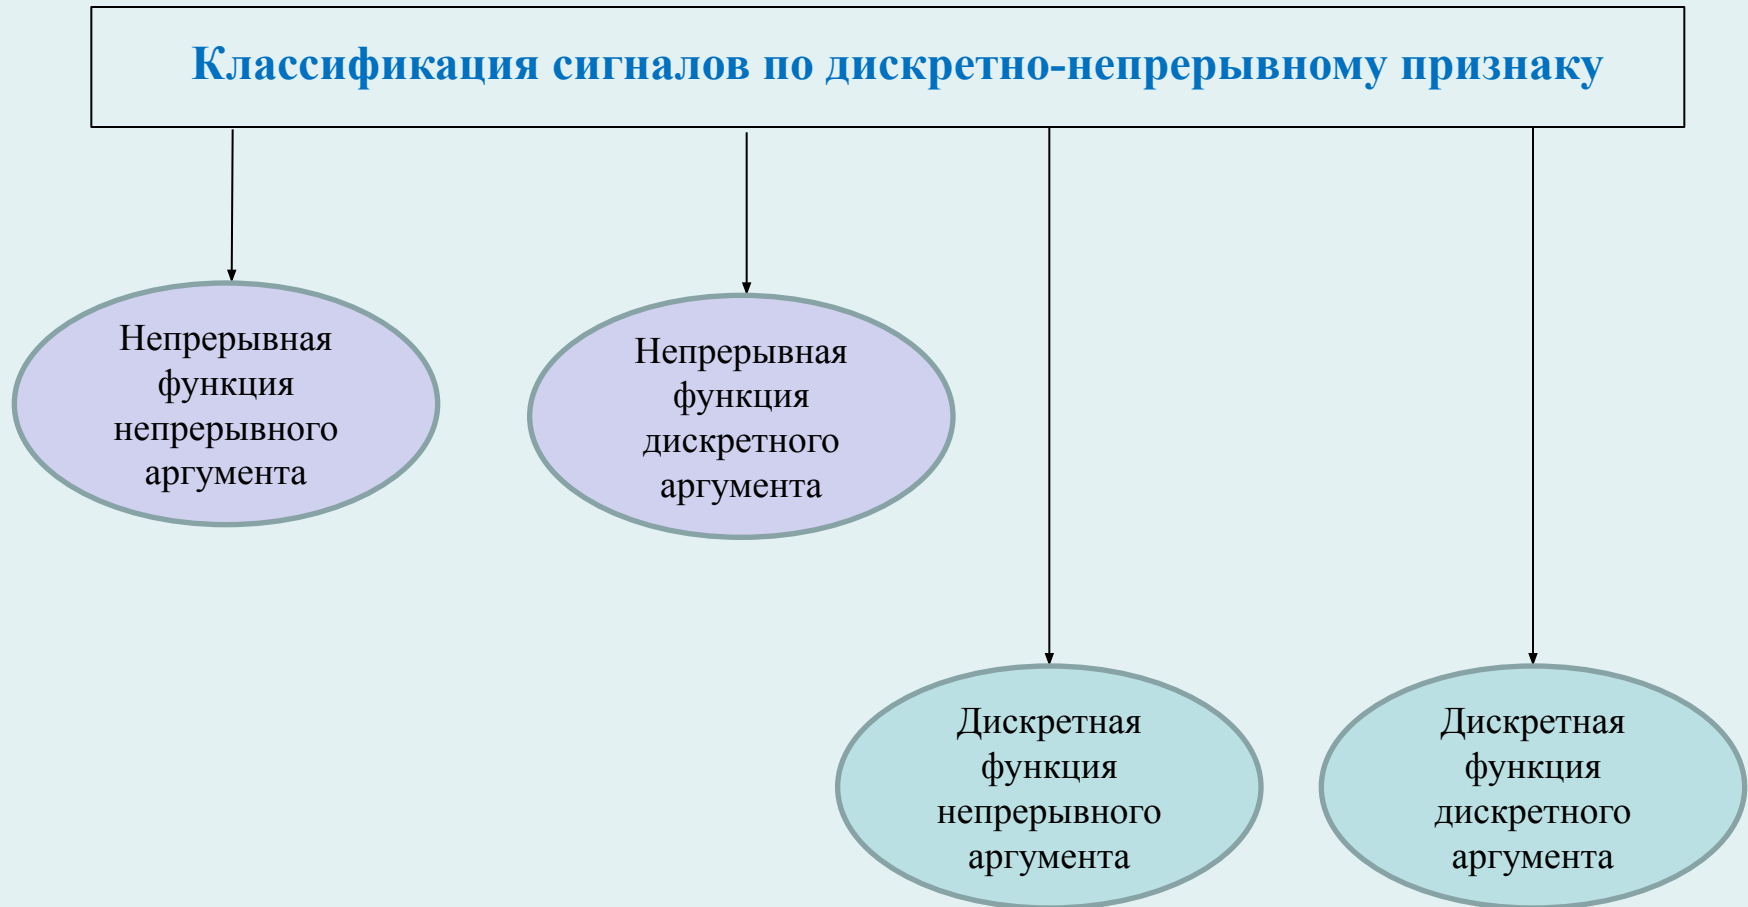 Классификация сигналов по дискретно-непрерывному признаку
Непрерывная
функция
непрерывного
аргумента
Непрерывная
функция
дискретного
аргумента
Дискретная
функция
непрерывного
аргумента
Дискретная
функция
дискретного
аргумента